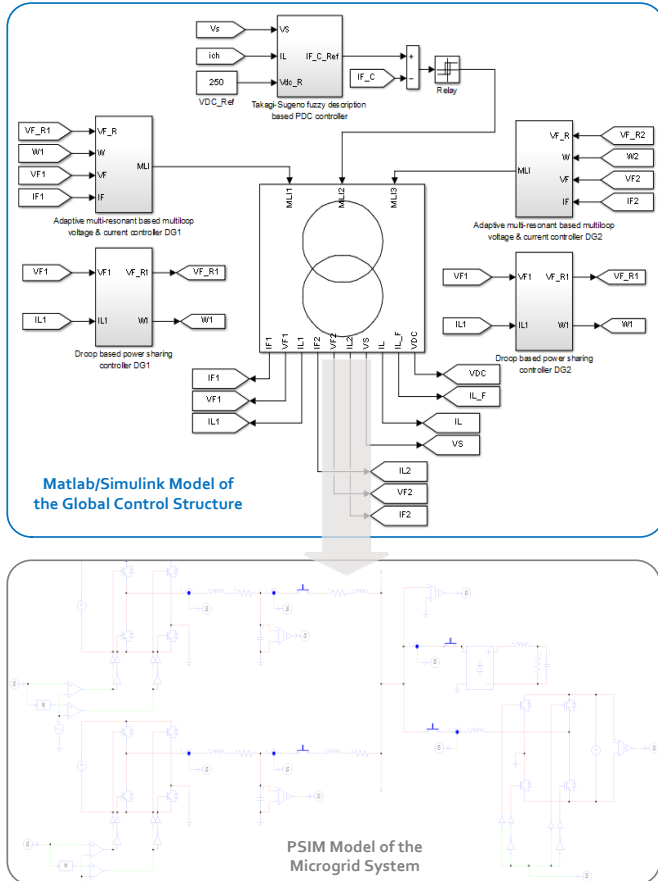 Vs
VS
ich
IL
IF_C_Ref
250
Vdc_R
VDC_Ref
Takagi-Sugeno fuzzy description
based PDC controller
IF_C
+
−
Relay
VF_R1
VF_R
W1
W
VF1
VF
IF1
IF
MLI
Adaptive multi-resonant based multiloop
voltage & current controller DG1
MLI1
MLI2
MLI3
VF_R
VF_R2
W
W2
MLI
VF
VF2
IF
IF2
Adaptive multi-resonant based multiloop
voltage & current controller DG2
VF1
VF1
VF_R1
VF_R1
IL1
IL1
W1
W1
Droop based power sharing
controller DG1
VF1
VF1
VF_R1
VF_R1
IL1
IL1
W1
W1
Droop based power sharing
controller DG2
IF1
VF1
IL1
IF2
VF2
IL2
VS
IL
IL_F
VDC
IF1
VF1
IL1
VDC
IL_F
IL
VS
IL2
VF2
IF2
Matlab/Simulink Model of
the Global Control Structure
K
K
PSIM Model of the
Microgrid System